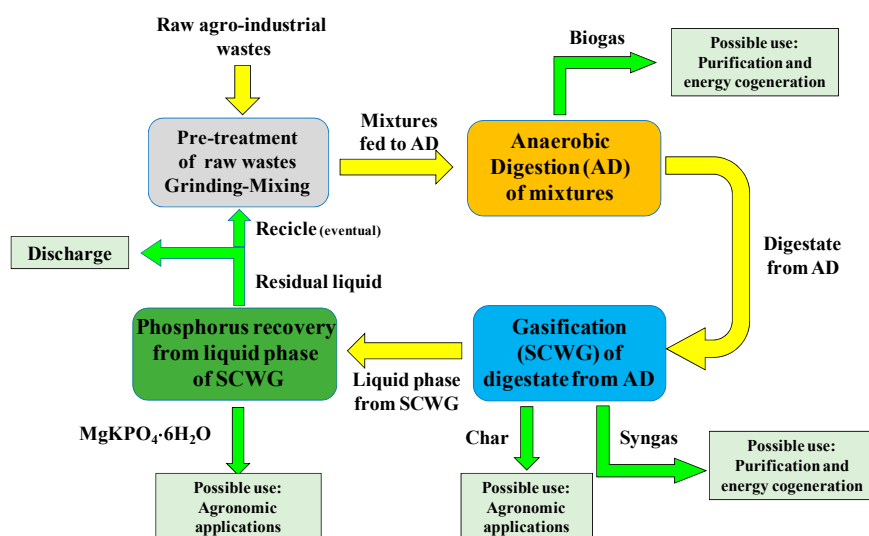 Raw agro-industrial
wastes
Biogas
Possible use:
Purification and
energy cogeneration
Pre-treatment
of raw wastes
Grinding-Mixing
Mixtures
fed to AD
Anaerobic
Digestion (AD)
of mixtures
Recicle (eventual)
Discharge
Residual liquid
Digestate
from AD
Phosphorus recovery
from liquid phase
of SCWG
Liquid phase
from SCWG
Gasification
(SCWG) of
digestate from AD
MgKPO₄·6H₂O
Char
Syngas
Possible use:
Purification and
energy cogeneration
Possible use:
Agronomic
applications
Possible use:
Agronomic
applications